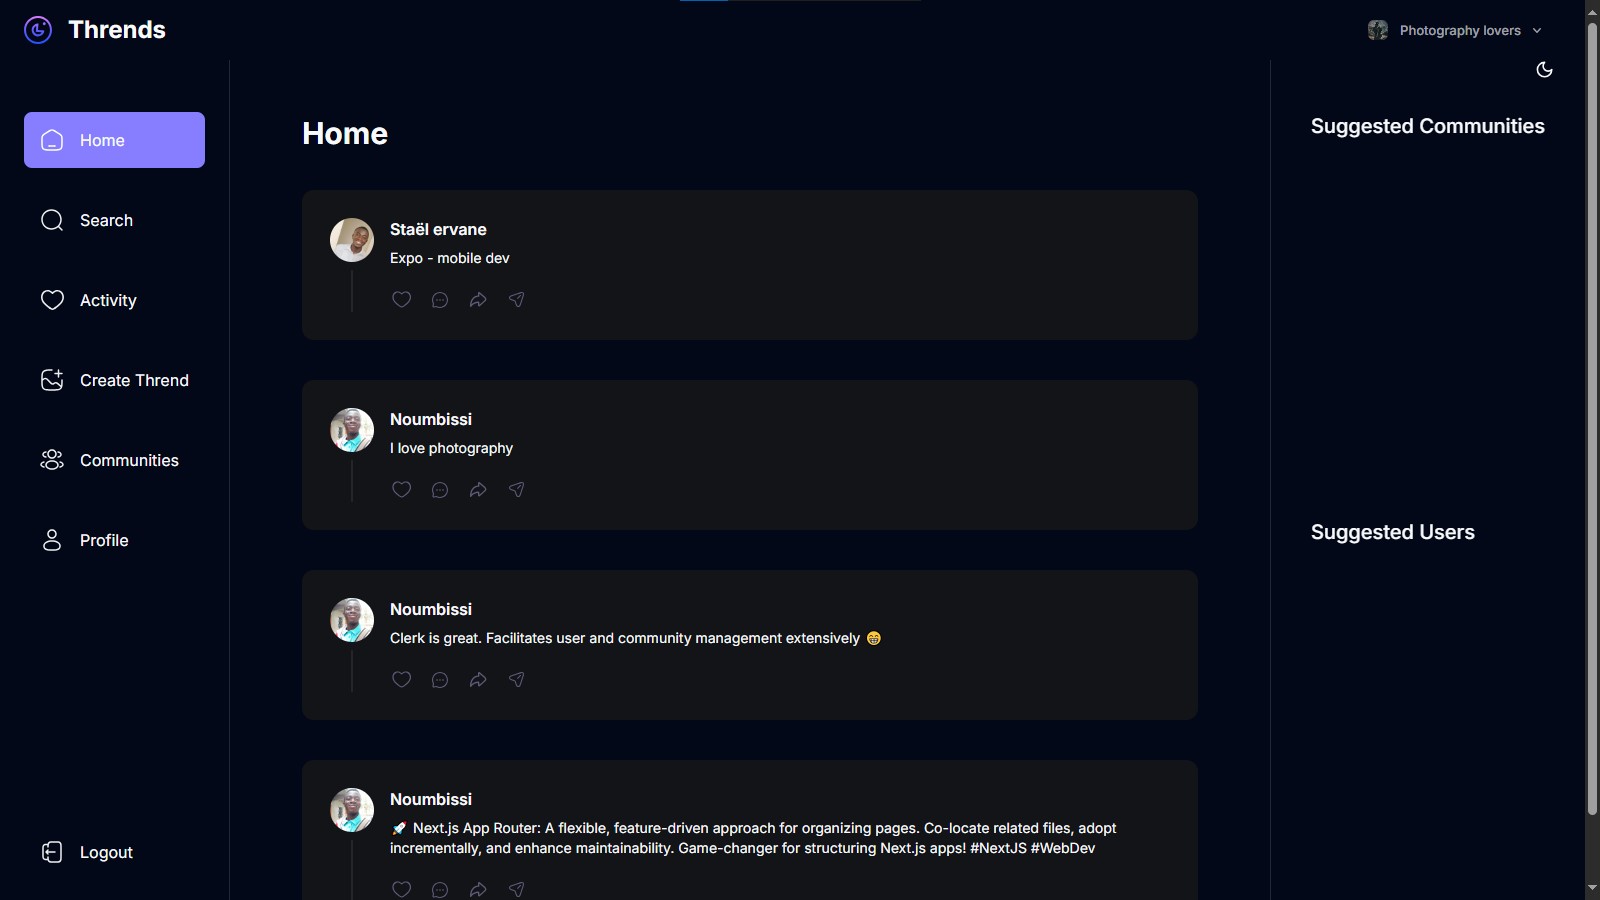 Thrends
Photography lovers
Home
Search
Activity
Create Thrend
Communities
Profile
Logout
Home
Staël ervane
Expo - mobile dev
Noumbissi
I love photography
Noumbissi
Clerk is great. Facilitates user and community management extensively 😁
Noumbissi
🚀 Next.js App Router: A flexible, feature-driven approach for organizing pages. Co-locate related files, adopt
incrementally, and enhance maintainability. Game-changer for structuring Next.js apps! #NextJS #WebDev
Suggested Communities
Suggested Users